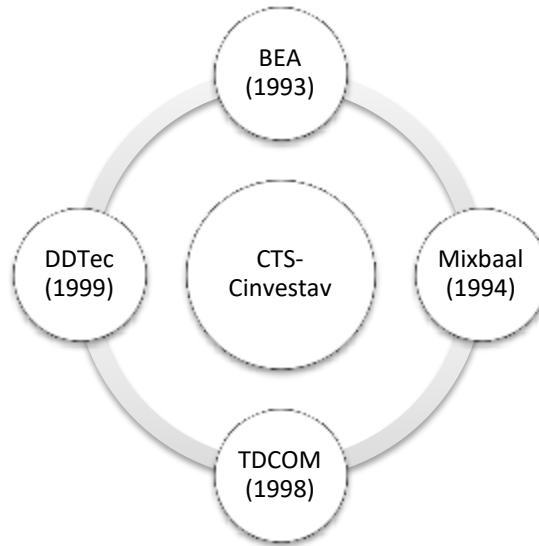 BEA
(1993)
DDTec
(1999)
CTS-
Cinvestav
Mixbaal
(1994)
TDCOM
(1998)